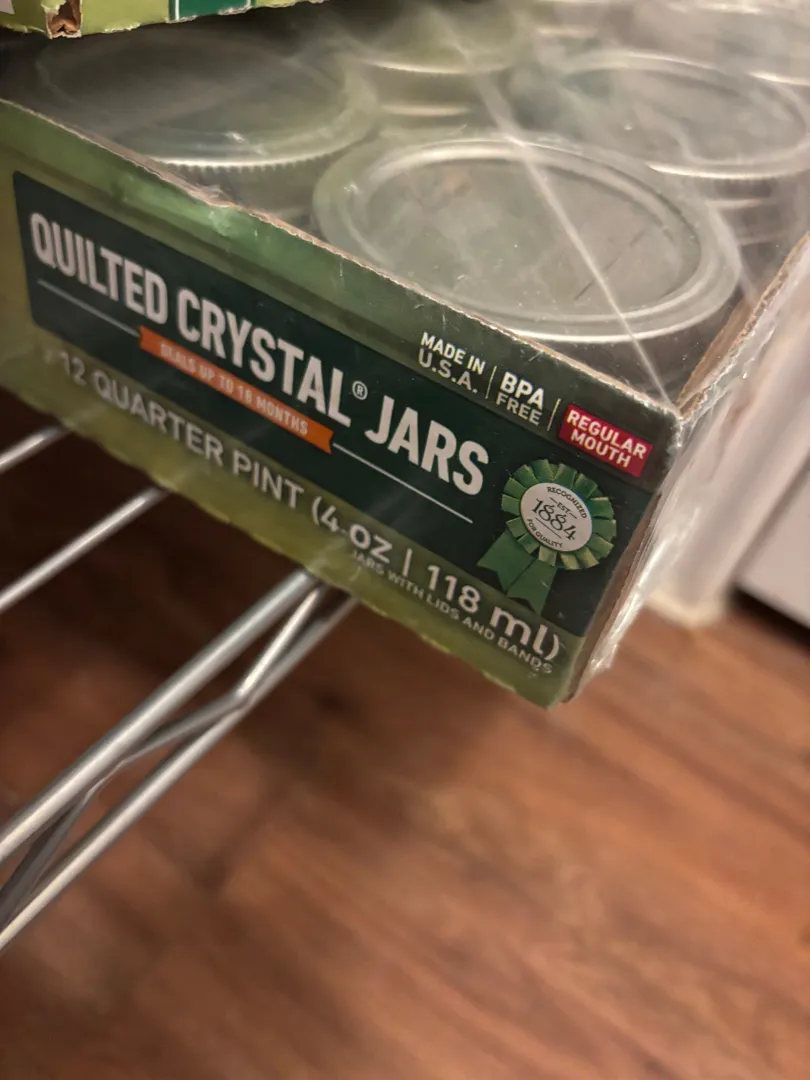 QUILTED CRYSTAL® JARS
SEALS UP TO 18 MONTHS
12 QUARTER PINT (4 oz | 118 ml)
JARS WITH LIDS AND BANDS
MADE IN
U.S.A.
BPA
FREE
REGULAR
MOUTH
RECOGNIZED
EST.
1884
FOR QUALITY